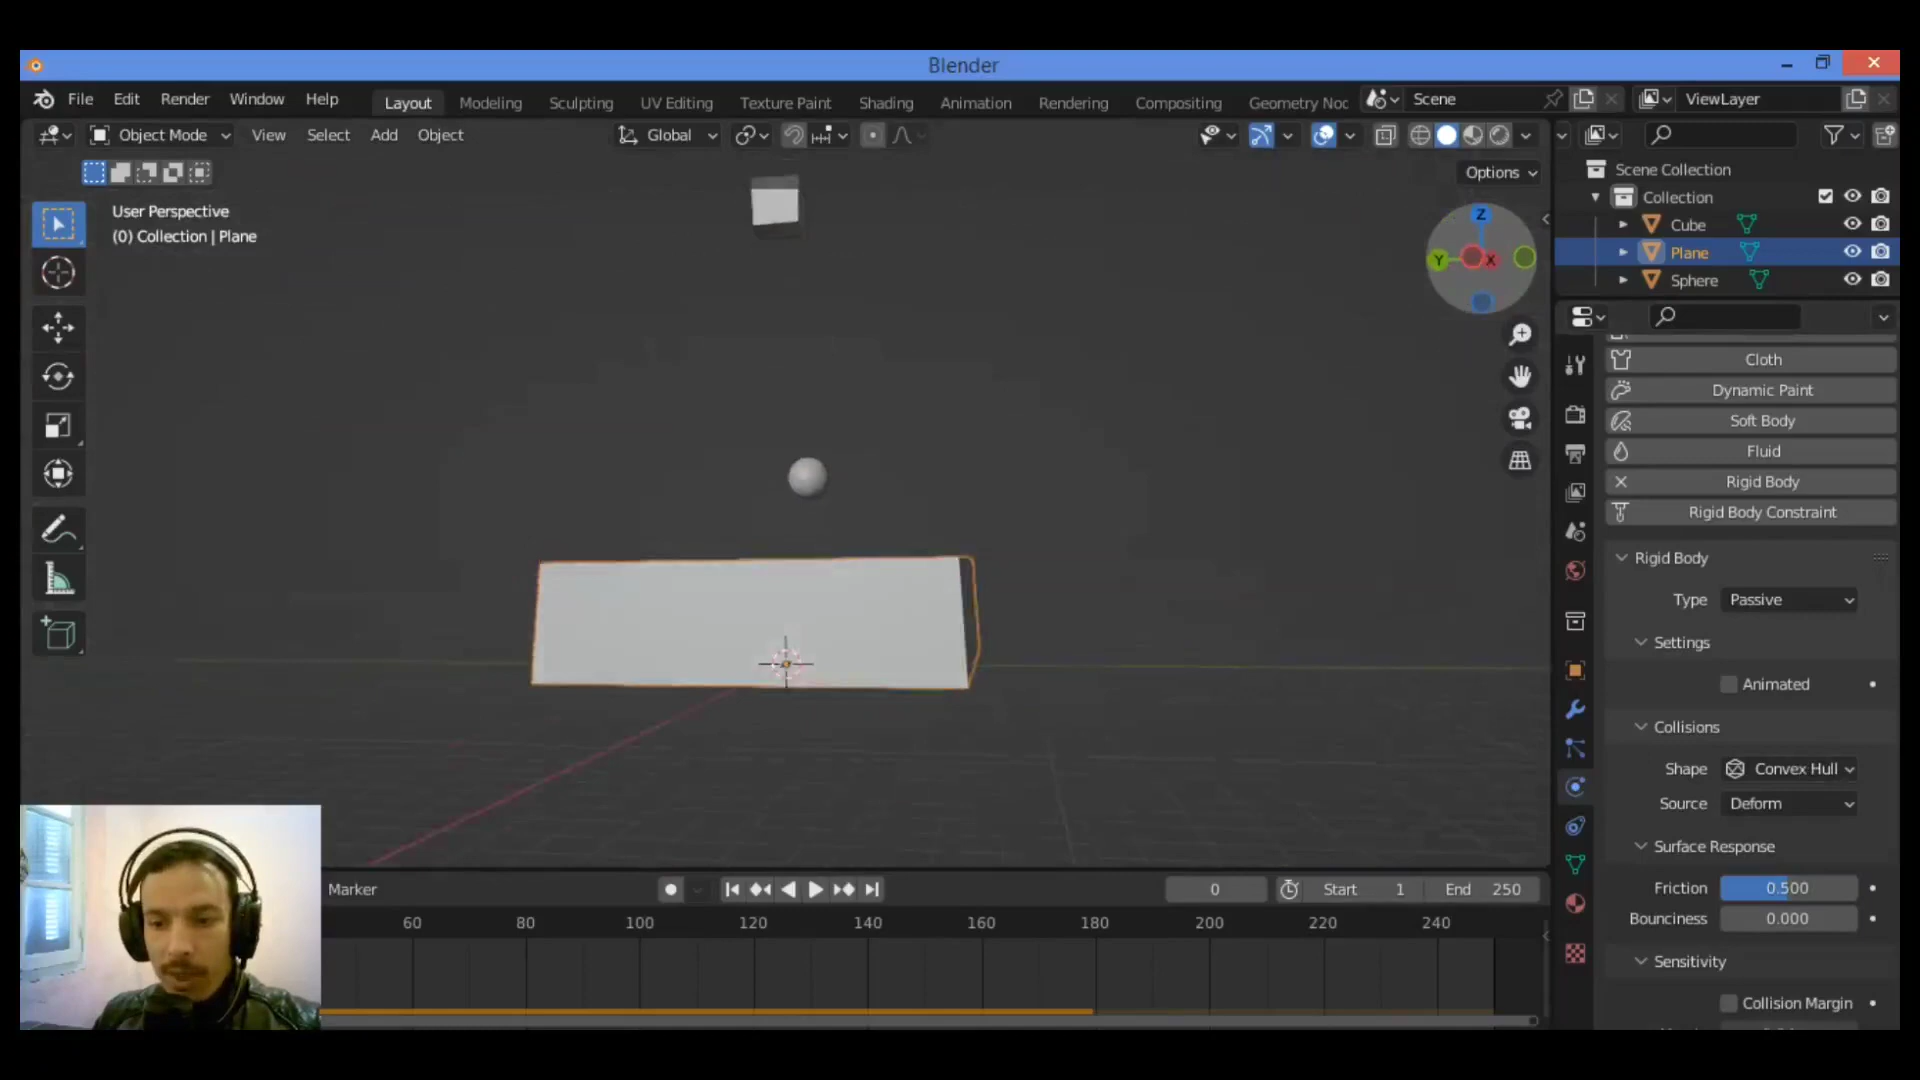 Blender
File Edit Render Window Help Layout Modeling Sculpting UV Editing Texture Paint Shading Animation Rendering Compositing Geometry Noc Scene ViewLayer
Object Mode View Select Add Object Global
Options
User Perspective
(0) Collection | Plane
Z
Y
X
Scene Collection
Collection
Cube
Plane
Sphere
Cloth
Dynamic Paint
Soft Body
Fluid
Rigid Body
Rigid Body Constraint
Rigid Body
Type Passive
Settings
Animated
Collisions
Shape Convex Hull
Source Deform
Surface Response
Friction 0.500
Bounciness 0.000
Sensitivity
Collision Margin
Marker 0 Start 1 End 250
60 80 100 120 140 160 180 200 220 240